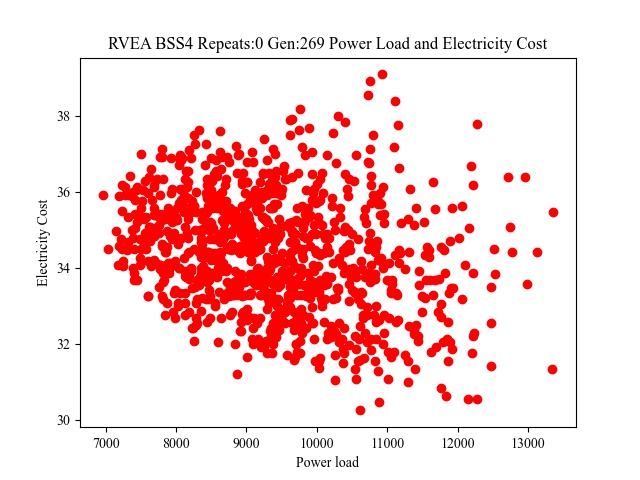 RVEA BSS4 Repeats:0 Gen:269 Power Load and Electricity Cost
38
36
34
32
30
Electricity Cost
7000 8000 9000 10000 11000 12000 13000
Power load